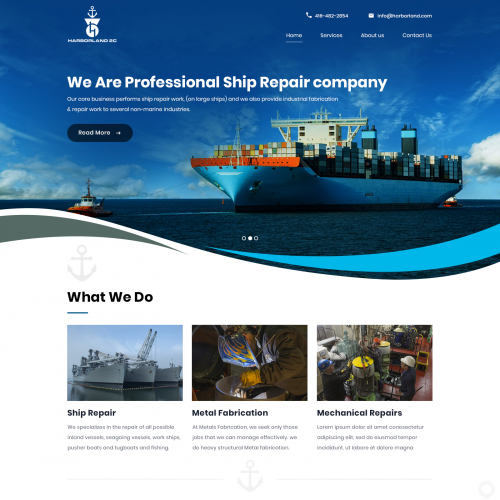 HARBORLAND 2G
416-482-2854 info@harborland.com
Home Services About us Contact Us
We Are Professional Ship Repair company
Our core business performs ship repair work, (on large ships) and we also provide industrial fabrication
& repair work to several non-marine industries.
Read More →
What We Do
Ship Repair
We specializes in the repair of all possible
inland vessels, seagoing vessels, work ships,
pusher boats and tugboats and fishing.
Metal Fabrication
At Metals Fabrication, we seek only those
jobs that we can manage effectively. we
do heavy structural Metal fabrication.
Mechanical Repairs
Lorem ipsum dolor sit amet, consectetur
adipiscing elit, sed do eiusmod tempor
incididunt, ut labore et dolore magna